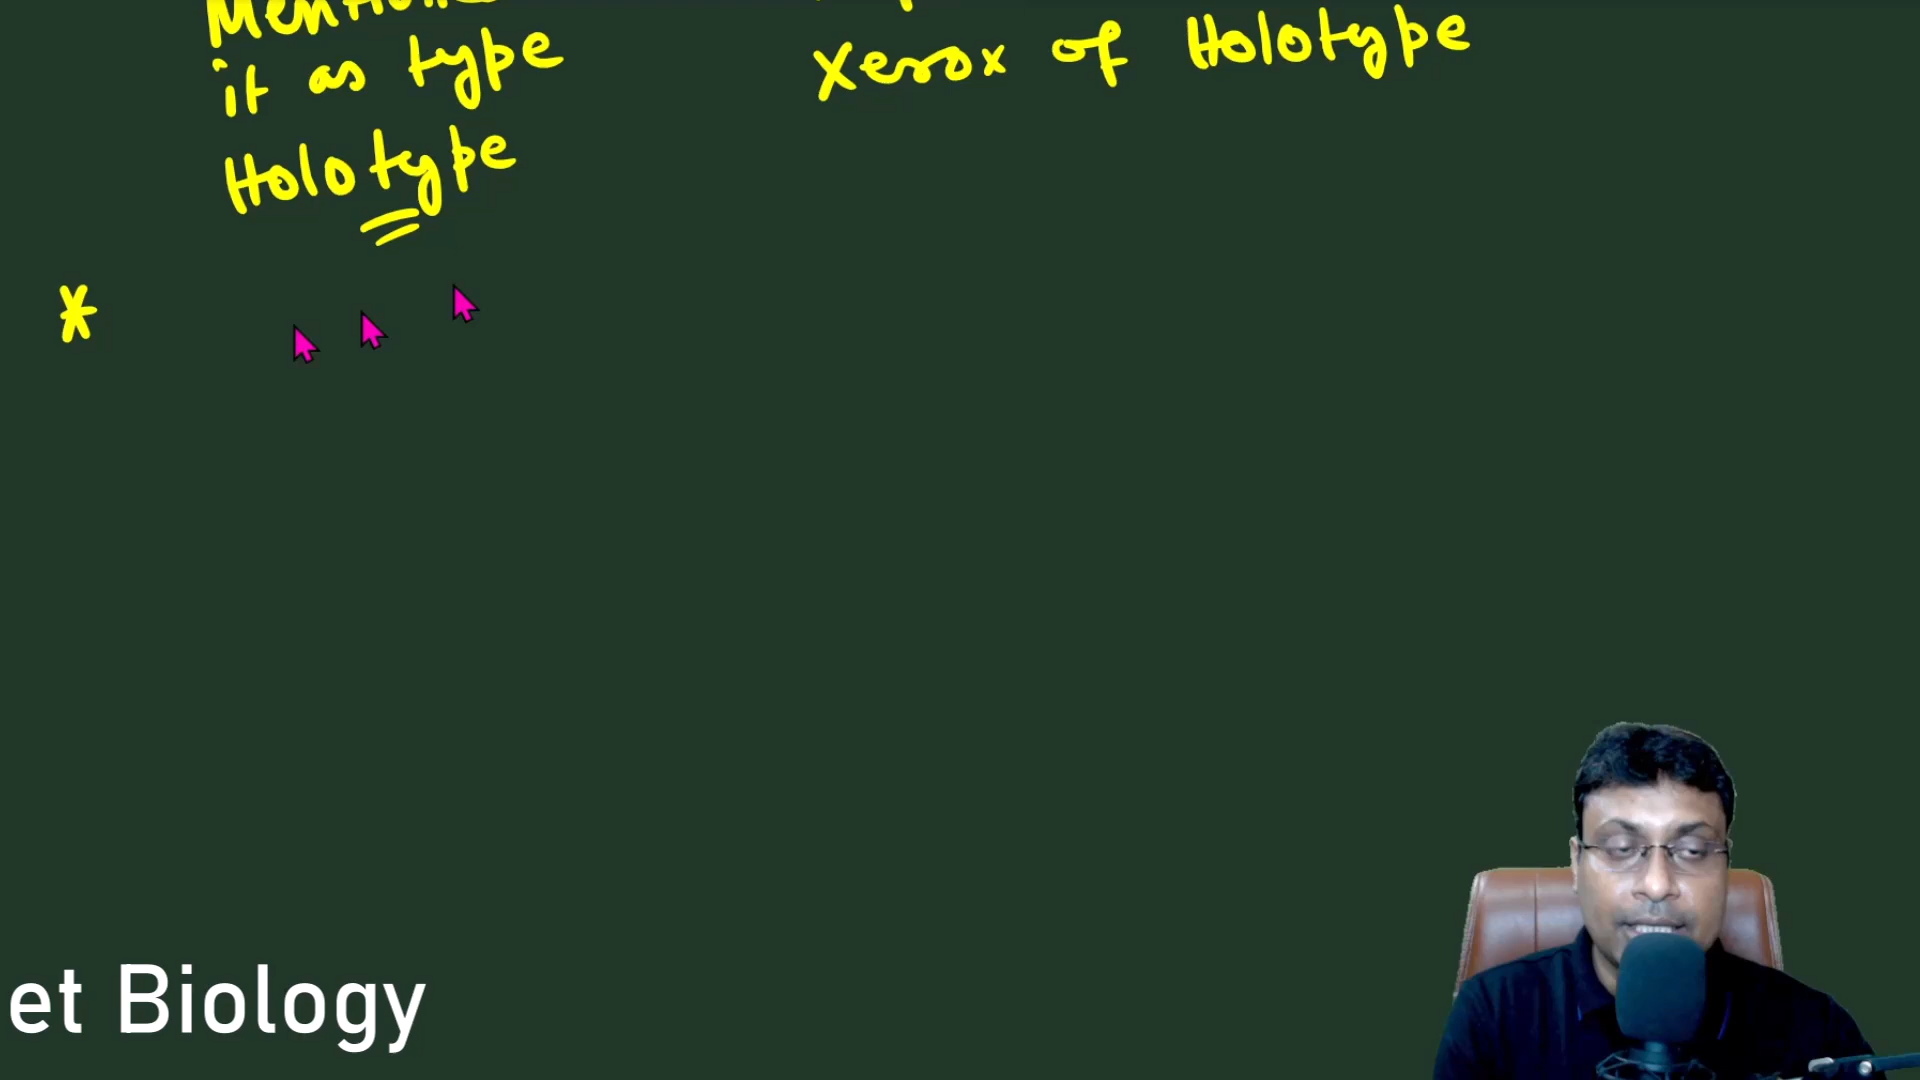 it as type
Holotype
Xerox of Holotype
*
et Biology